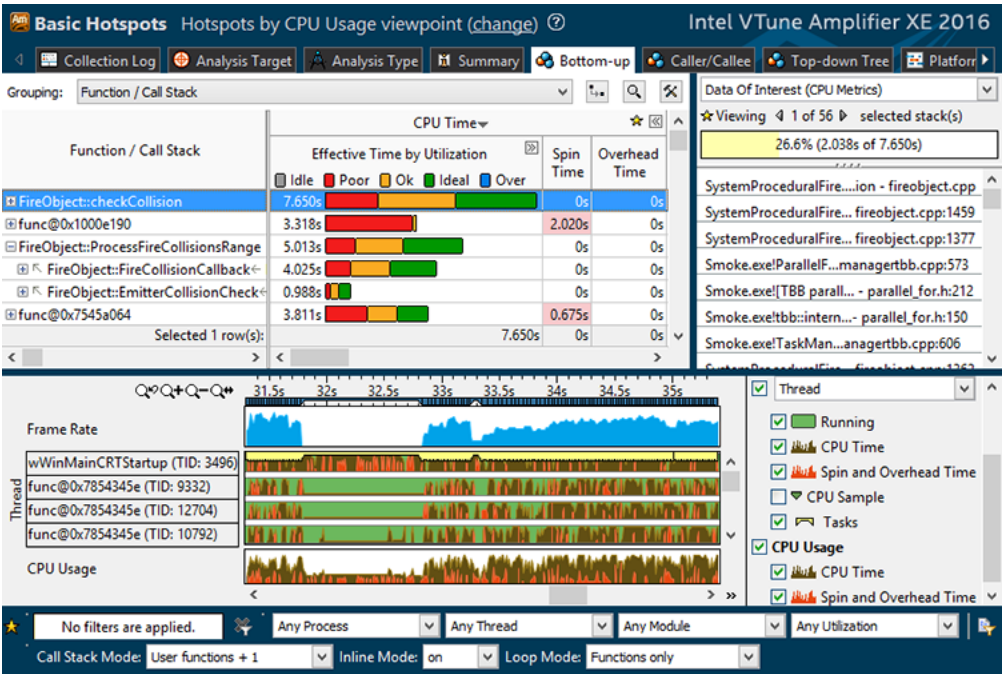 Basic Hotspots Hotspots by CPU Usage viewpoint (change) Intel VTune Amplifier XE 2016
Collection Log Analysis Target Analysis Type Summary Bottom-up Caller/Callee Top-down Tree Platform
Grouping: Function / Call Stack
Data Of Interest (CPU Metrics)
Viewing 1 of 56 selected stack(s)
26.6% (2.038s of 7.650s)
Function / Call Stack
CPU Time
Effective Time by Utilization
Idle Poor Ok Ideal Over
Spin Time
Overhead Time
FireObject::checkCollision 7.650s 0s 0s
func@0x1000e190 3.318s 2.020s 0s
FireObject::ProcessFireCollisionsRange 5.013s 0s 0s
FireObject::FireCollisionCallback 4.025s 0s 0s
FireObject::EmitterCollisionCheck 0.988s 0s 0s
func@0x7545a064 3.811s 0.675s 0s
Selected 1 row(s): 7.650s 0s 0s
SystemProceduralFire....ion - fireobject.cpp
SystemProceduralFire... fireobject.cpp:1459
SystemProceduralFire... fireobject.cpp:1377
Smoke.exe!ParallelF...managertbb.cpp:573
Smoke.exe![TBB parall... - parallel_for.h:212
Smoke.exe!tbb::intern...- parallel_for.h:150
Smoke.exe!TaskMan...anagertbb.cpp:606
31.5s 32s 32.5s 33s 33.5s 34s 34.5s 35s
Frame Rate
Thread
wWinMainCRTStartup (TID: 3496)
func@0x7854345e (TID: 9332)
func@0x7854345e (TID: 12704)
func@0x7854345e (TID: 10792)
CPU Usage
Thread
Running
CPU Time
Spin and Overhead Time
CPU Sample
Tasks
CPU Usage
CPU Time
Spin and Overhead Time
No filters are applied. Any Process Any Thread Any Module Any Utilization
Call Stack Mode: User functions + 1 Inline Mode: on Loop Mode: Functions only